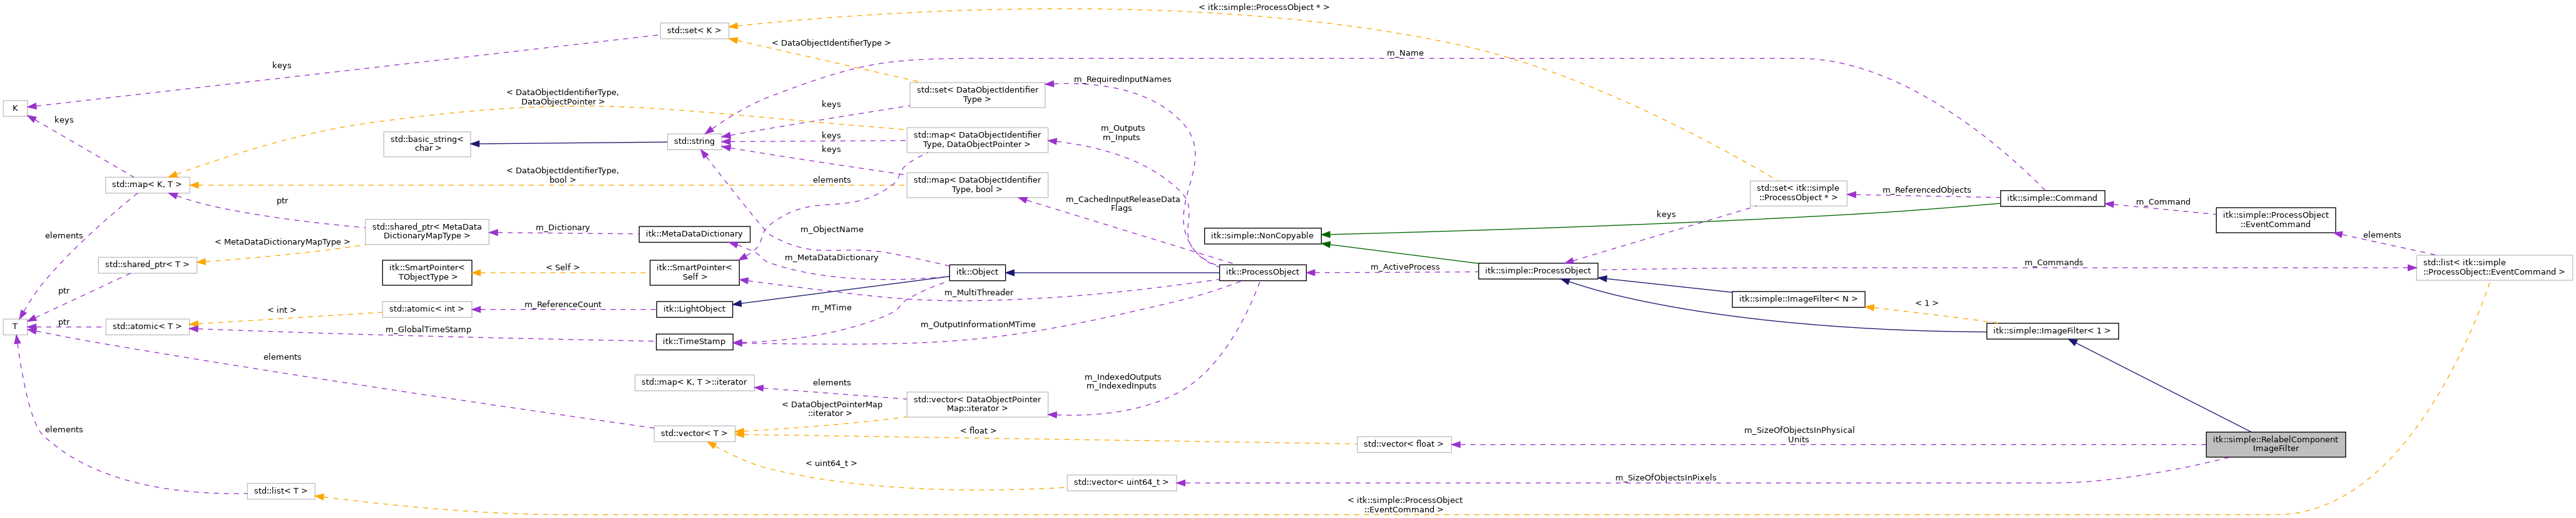 < itk::simple::ProcessObject * >
std::set< K >
< DataObjectIdentifierType >
m_Name
keys
m_RequiredInputNames
std::set< DataObjectIdentifier
Type >
< DataObjectIdentifierType,
DataObjectPointer >
keys
K
keys
std::basic_string<
char >
std::string
keys
std::map< DataObjectIdentifier
Type, DataObjectPointer >
m_Outputs
m_Inputs
keys
< DataObjectIdentifierType,
bool >
elements
std::map< K, T >
std::map< DataObjectIdentifier
Type, bool >
m_CachedInputReleaseData
Flags
std::set< itk::simple
::ProcessObject * >
m_ReferencedObjects
itk::simple::Command
m_Command
itk::simple::ProcessObject
::EventCommand
ptr
keys
elements
std::shared_ptr< MetaData
DictionaryMapType >
m_Dictionary
itk::MetaDataDictionary
m_ObjectName
itk::simple::NonCopyable
elements
< MetaDataDictionaryMapType >
m_MetaDataDictionary
std::shared_ptr< T >
itk::SmartPointer<
TObjectType >
< Self >
itk::SmartPointer<
Self >
itk::Object
itk::ProcessObject
m_ActiveProcess
itk::simple::ProcessObject
m_Commands
std::list< itk::simple
::ProcessObject::EventCommand >
ptr
m_MultiThreader
itk::simple::ImageFilter< N >
< 1 >
< int >
std::atomic< int >
m_ReferenceCount
itk::LightObject
m_MTime
T
ptr
std::atomic< T >
m_GlobalTimeStamp
itk::TimeStamp
m_OutputInformationMTime
itk::simple::ImageFilter< 1 >
elements
std::map< K, T >::iterator
elements
m_IndexedOutputs
m_IndexedInputs
std::vector< DataObjectPointer
Map::iterator >
< DataObjectPointerMap
::iterator >
elements
std::vector< T >
< float >
std::vector< float >
m_SizeOfObjectsInPhysical
Units
itk::simple::RelabelComponent
ImageFilter
< uint64_t >
std::vector< uint64_t >
m_SizeOfObjectsInPixels
std::list< T >
< itk::simple::ProcessObject
::EventCommand >